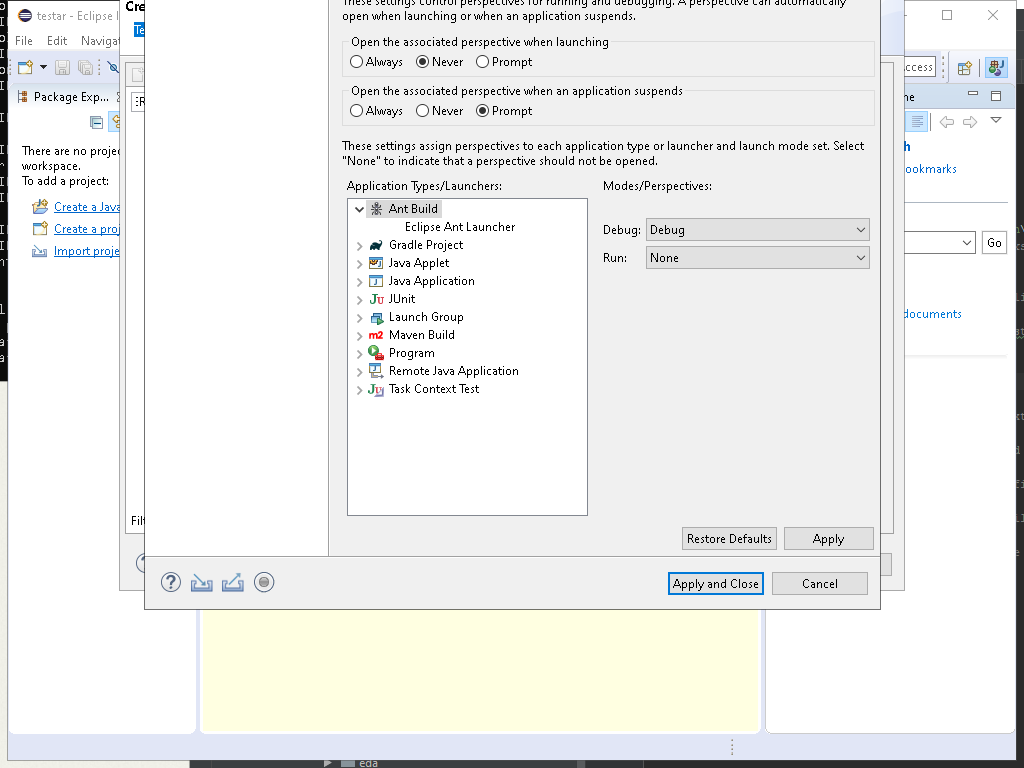 testar - Eclipse I
Cre
File Edit Navigat
Te
These settings control perspectives for running and debugging. A perspective can automatically
open when launching or when an application suspends.
Open the associated perspective when launching
Always Never Prompt
Open the associated perspective when an application suspends
Always Never Prompt
These settings assign perspectives to each application type or launcher and launch mode set. Select
"None" to indicate that a perspective should not be opened.
Application Types/Launchers:
Modes/Perspectives:
Ant Build
Eclipse Ant Launcher
Gradle Project
Java Applet
Java Application
JUnit
Launch Group
Maven Build
Program
Remote Java Application
Task Context Test
Debug: Debug
Run: None
Restore Defaults Apply
Apply and Close Cancel
Package Exp...
There are no proje
workspace.
To add a project:
Create a Java
Create a proj
Import proje
Filt
ccess
ne
h
ookmarks
Go
documents
eda